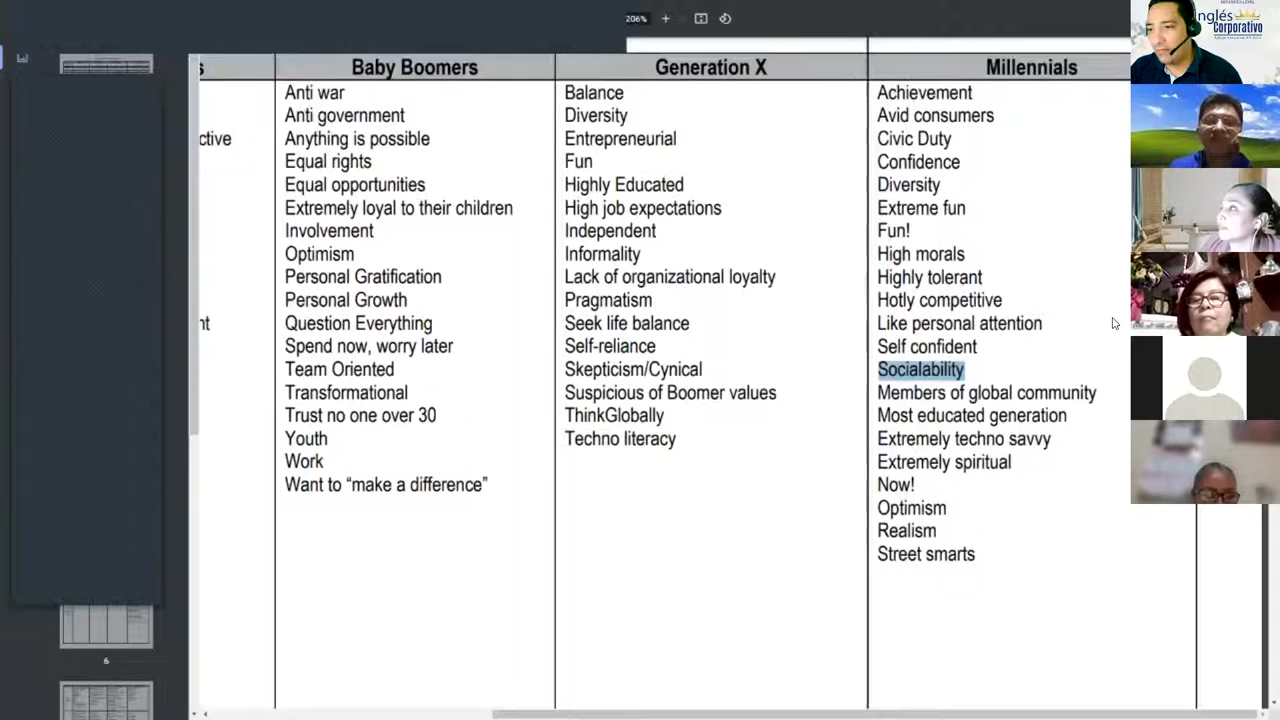 206%
ADVANCED LEVEL
Inglés
Corporativo
s
Baby Boomers
Generation X
Millennials
ctive
nt
Anti war
Anti government
Anything is possible
Equal rights
Equal opportunities
Extremely loyal to their children
Involvement
Optimism
Personal Gratification
Personal Growth
Question Everything
Spend now, worry later
Team Oriented
Transformational
Trust no one over 30
Youth
Work
Want to “make a difference”
Balance
Diversity
Entrepreneurial
Fun
Highly Educated
High job expectations
Independent
Informality
Lack of organizational loyalty
Pragmatism
Seek life balance
Self-reliance
Skepticism/Cynical
Suspicious of Boomer values
ThinkGlobally
Techno literacy
Achievement
Avid consumers
Civic Duty
Confidence
Diversity
Extreme fun
Fun!
High morals
Highly tolerant
Hotly competitive
Like personal attention
Self confident
Socialability
Members of global community
Most educated generation
Extremely techno savvy
Extremely spiritual
Now!
Optimism
Realism
Street smarts
6